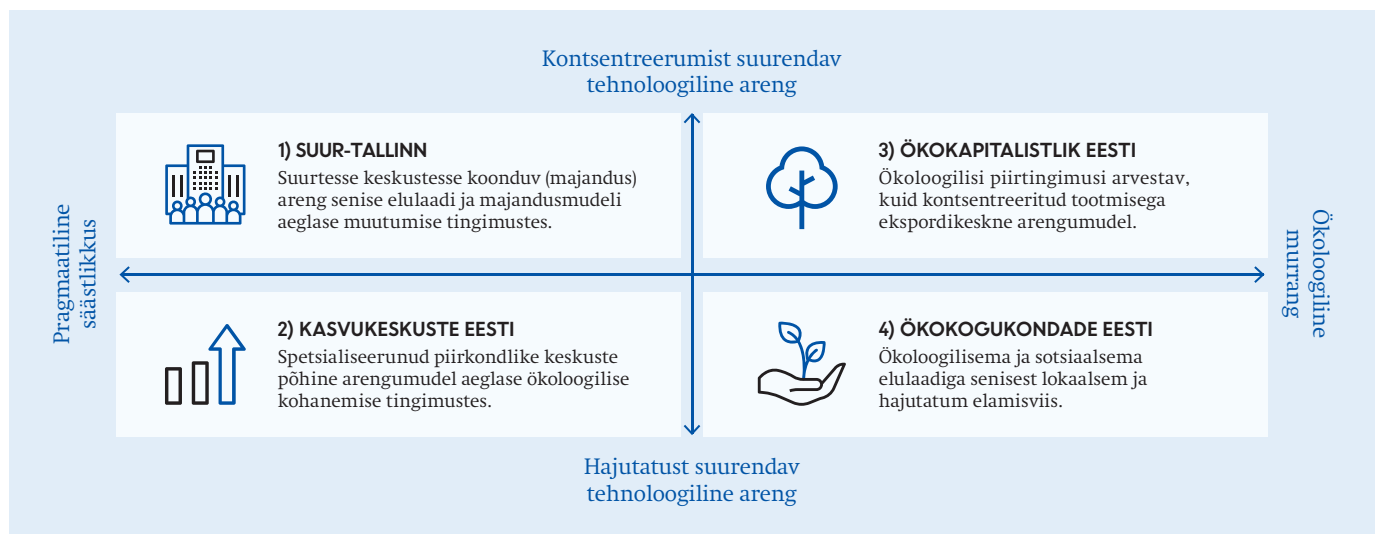 Kontsentreerumist suurendav
tehnoloogiline areng
Pragmaatiline
säästlikkus
1) SUUR-TALLINN
Suurtesse keskustesse koonduv (majandus)
areng senise elulaadi ja majandusmudeli
aeglase muutumise tingimustes.
3) ÖKOKAPITALISTLIK EESTI
Ökoloogilisi piirtingimusi arvestav,
kuid kontsentreeritud tootmisega
ekspordikeskne arengumudel.
Ökoloogiline
murrang
2) KASVUKESKUSTE EESTI
Spetsialiseerunud piirkondlike keskuste
põhine arengumudel aeglase ökoloogilise
kohanemise tingimustes.
4) ÖKOKOGUKONDADE EESTI
Ökoloogilisema ja sotsiaalsema
elulaadiga senisest lokaalsem ja
hajutatum elamisviis.
Hajutatust suurendav
tehnoloogiline areng